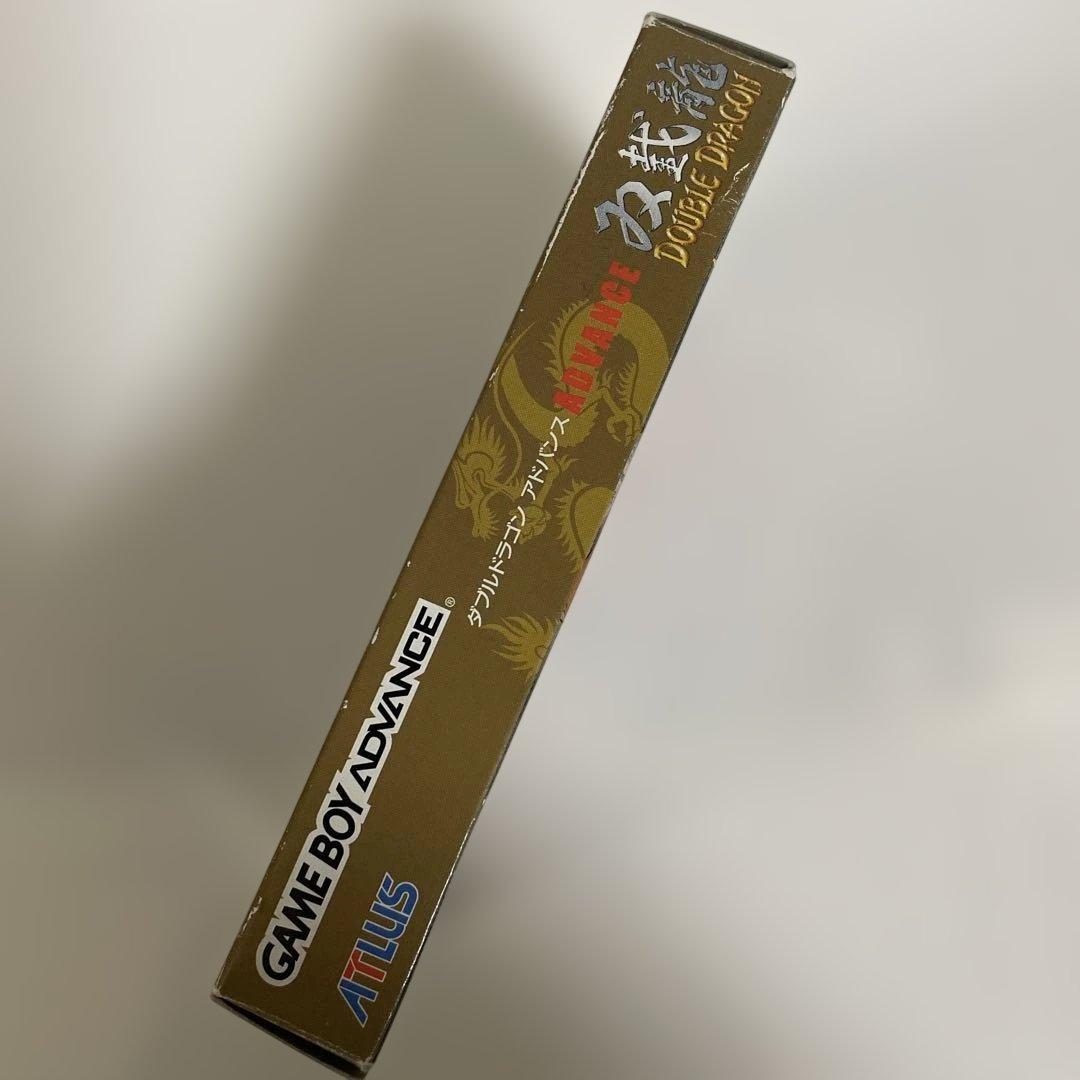 GAME BOY ADVANCE®
ATLUS
ダブルドラゴン アドバンス
ADVANCE
双截龍
DOUBLE DRAGON